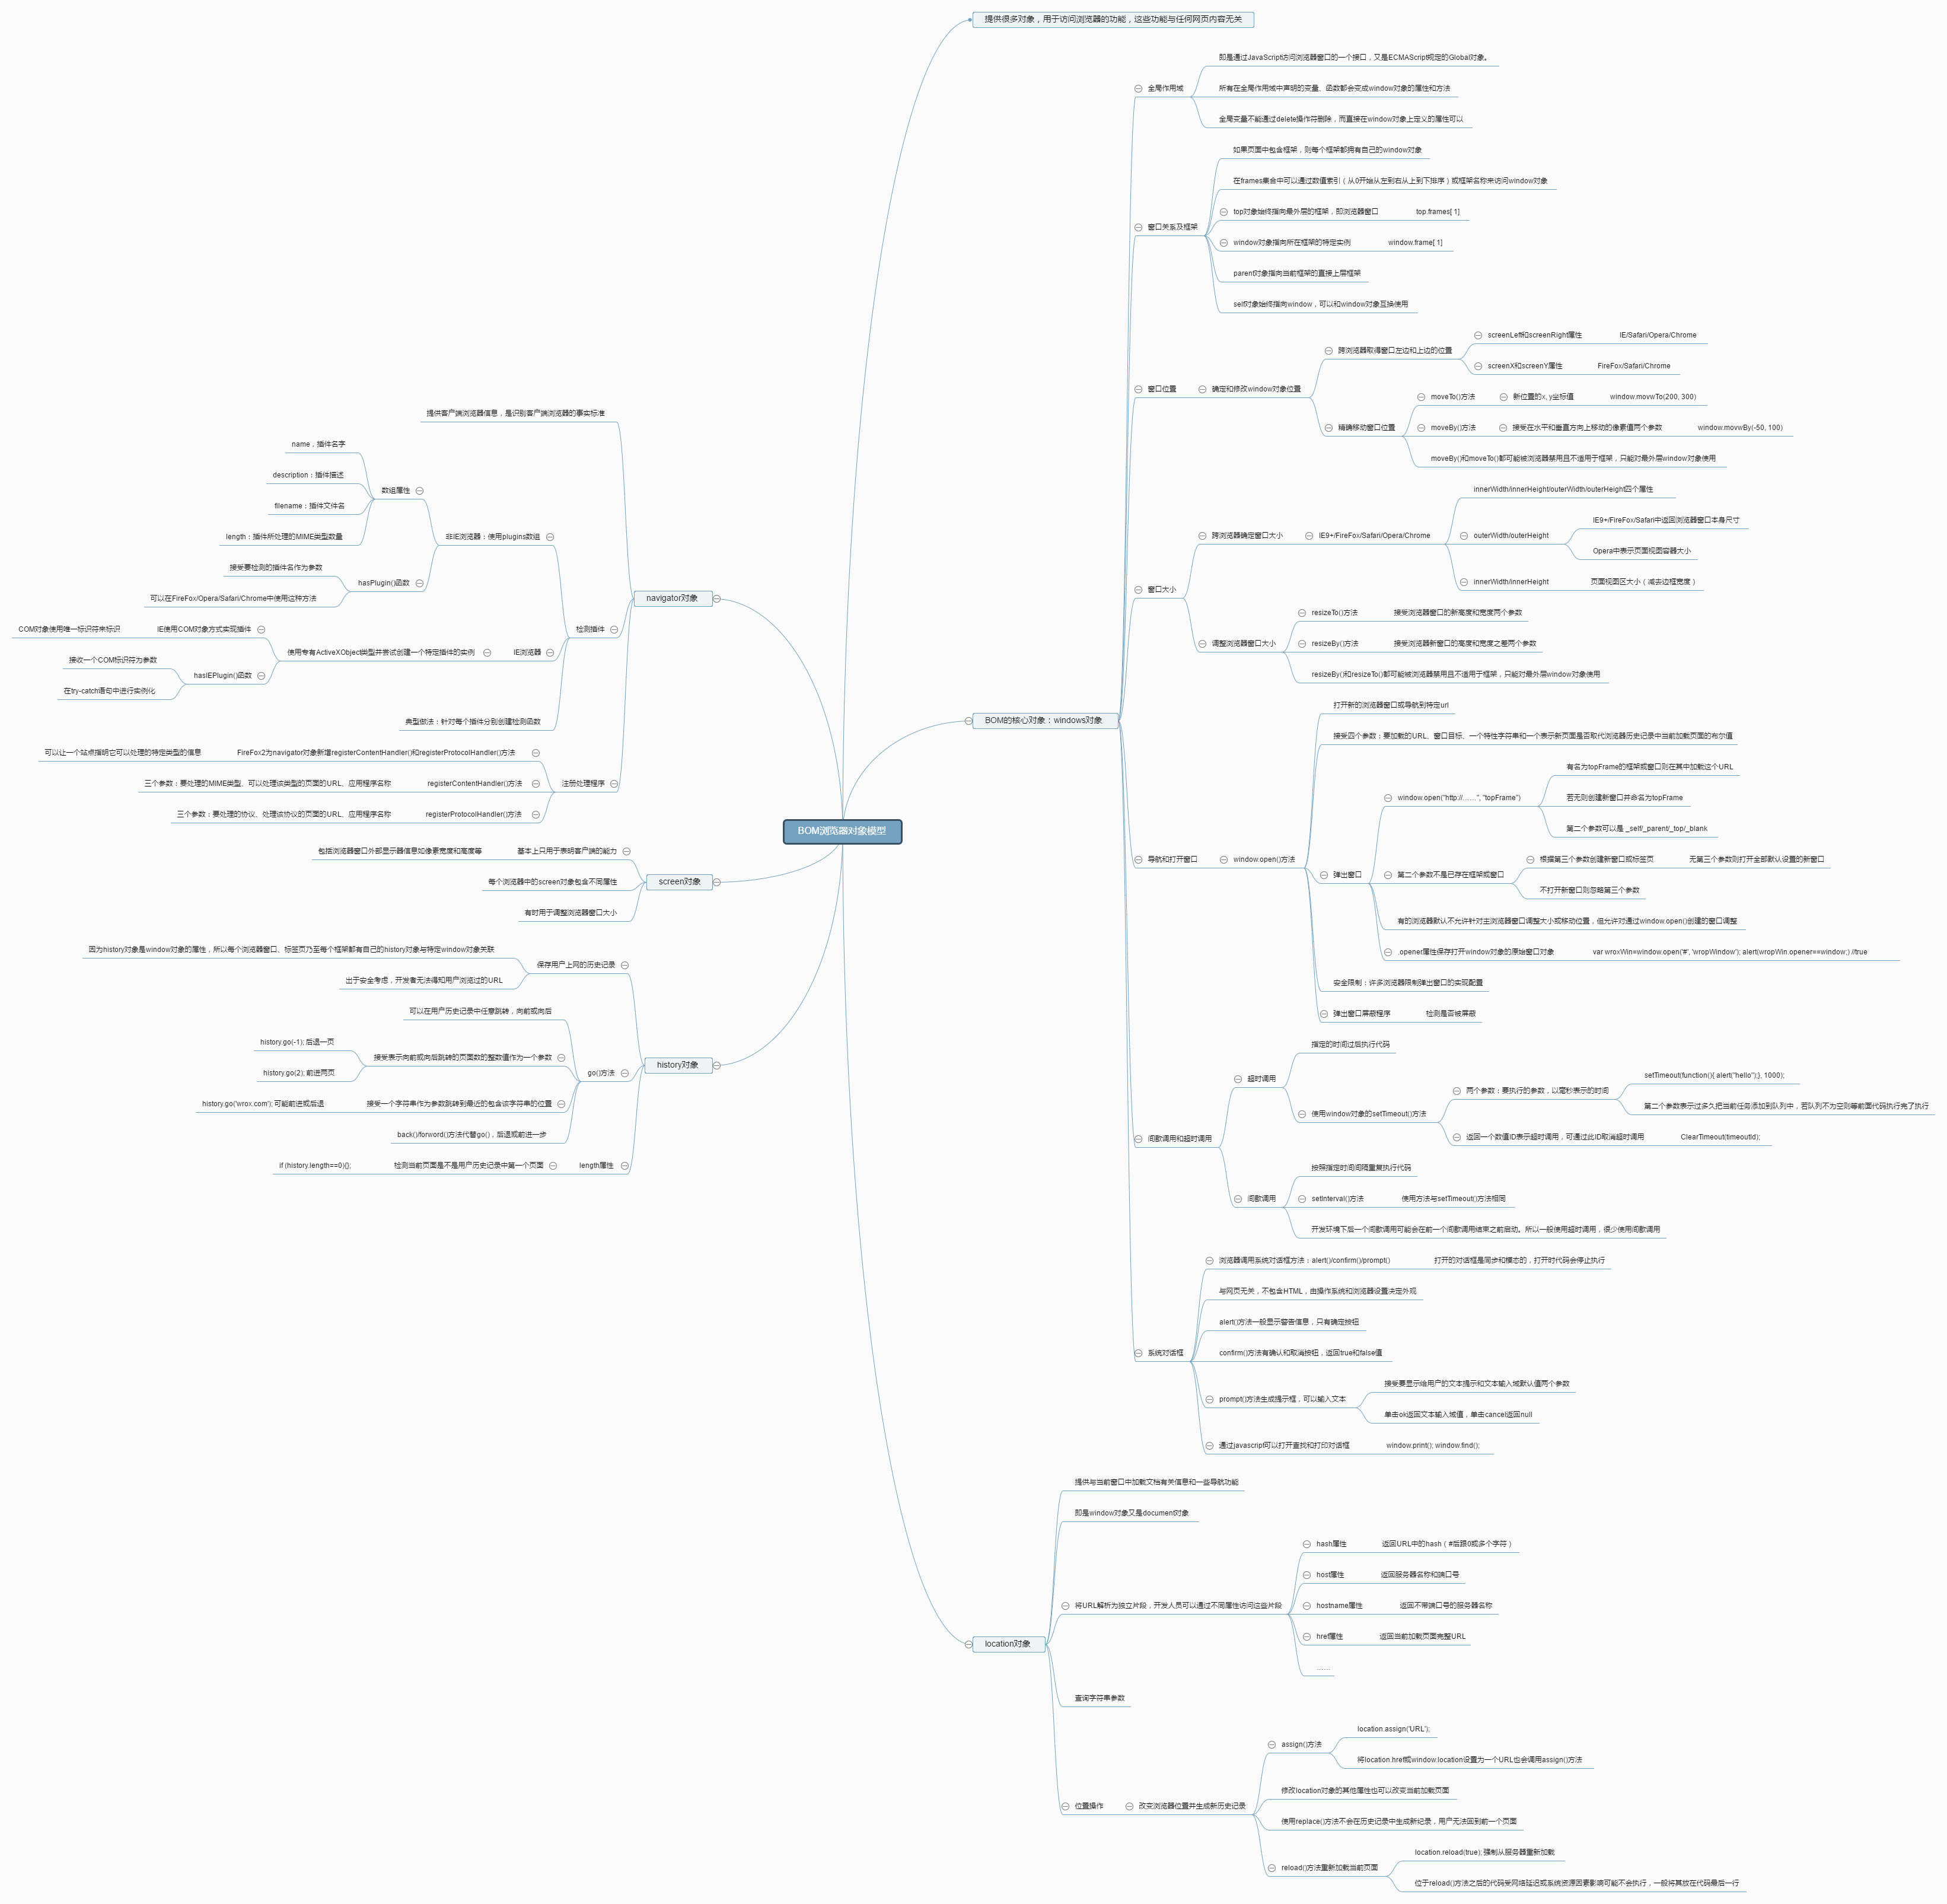 BOM浏览器对象模型
提供很多对象，用于访问浏览器的功能，这些功能与任何网页内容无关
BOM的核心对象：windows对象
全局作用域
即是通过JavaScript访问浏览器窗口的一个接口，又是ECMAScript规定的Global对象。
所有在全局作用域中声明的变量、函数都会变成window对象的属性和方法
全局变量不能通过delete操作符删除，而直接在window对象上定义的属性可以
窗口关系及框架
如果页面中包含框架，则每个框架都拥有自己的window对象
在frames集合中可以通过数值索引（从0开始从左到右从上到下排序）或框架名称来访问window对象
top对象始终指向最外层的框架，即浏览器窗口
top.frames[ 1]
window对象指向所在框架的特定实例
window.frame[ 1]
parent对象指向当前框架的直接上层框架
self对象始终指向window，可以和window对象互换使用
窗口位置
确定和修改window对象位置
跨浏览器取得窗口左边和上边的位置
screenLeft和screenRight属性
IE/Safari/Opera/Chrome
screenX和screenY属性
FireFox/Safari/Chrome
精确移动窗口位置
moveTo()方法
新位置的x, y坐标值
window.movwTo(200, 300)
moveBy()方法
接受在水平和垂直方向上移动的像素值两个参数
window.movwBy(-50, 100)
moveBy()和moveTo()都可能被浏览器禁用且不适用于框架，只能对最外层window对象使用
窗口大小
跨浏览器确定窗口大小
IE9+/FireFox/Safari/Opera/Chrome
innerWidth/innerHeight/outerWidth/outerHeight四个属性
outerWidth/outerHeight
IE9+/FireFox/Safari中返回浏览器窗口本身尺寸
Opera中表示页面视图容器大小
innerWidth/innerHeight
页面视图区大小（减去边框宽度）
调整浏览器窗口大小
resizeTo()方法
接受浏览器窗口的新高度和宽度两个参数
resizeBy()方法
接受浏览器新窗口的高度和宽度之差两个参数
resizeBy()和resizeTo()都可能被浏览器禁用且不适用于框架，只能对最外层window对象使用
导航和打开窗口
window.open()方法
打开新的浏览器窗口或导航到特定url
接受四个参数：要加载的URL、窗口目标、一个特性字符串和一个表示新页面是否取代浏览器历史记录中当前加载页面的布尔值
弹出窗口
window.open("http://……", "topFrame")
有名为topFrame的框架或窗口则在其中加载这个URL
若无则创建新窗口并命名为topFrame
第二个参数可以是 _self/_parent/_top/_blank
第二个参数不是已存在框架或窗口
根据第三个参数创建新窗口或标签页
无第三个参数则打开全部默认设置的新窗口
不打开新窗口则忽略第三个参数
有的浏览器默认不允许针对主浏览器窗口调整大小或移动位置，但允许对通过window.open()创建的窗口调整
.opener属性保存打开window对象的原始窗口对象
var wroxWin=window.open('#', 'wropWindow'); alert(wropWin.opener==window;) //true
安全限制：许多浏览器限制弹出窗口的实现配置
弹出窗口屏蔽程序
检测是否被屏蔽
间歇调用和超时调用
超时调用
指定的时间过后执行代码
使用window对象的setTimeout()方法
两个参数：要执行的参数，以毫秒表示的时间
setTimeout(function(){ alert("hello");}, 1000);
第二个参数表示过多久把当前任务添加到队列中，若队列不为空则等前面代码执行完了执行
返回一个数值ID表示超时调用，可通过此ID取消超时调用
ClearTimeout(timeoutId);
间歇调用
按照指定时间间隔重复执行代码
setInterval()方法
使用方法与setTimeout()方法相同
开发环境下后一个间歇调用可能会在前一个间歇调用结束之前启动。所以一般使用超时调用，很少使用间歇调用
系统对话框
浏览器调用系统对话框方法：alert()/confirm()/prompt()
打开的对话框是同步和模态的，打开时代码会停止执行
与网页无关，不包含HTML，由操作系统和浏览器设置决定外观
alert()方法一般显示警告信息，只有确定按钮
confirm()方法有确认和取消按钮，返回true和false值
prompt()方法生成提示框，可以输入文本
接受要显示给用户的文本提示和文本输入域默认值两个参数
单击ok返回文本输入域值，单击cancel返回null
通过javascript可以打开查找和打印对话框
window.print(); window.find();
location对象
提供与当前窗口中加载文档有关信息和一些导航功能
即是window对象又是document对象
将URL解析为独立片段，开发人员可以通过不同属性访问这些片段
hash属性
返回URL中的hash（#后跟0或多个字符）
host属性
返回服务器名称和端口号
hostname属性
返回不带端口号的服务器名称
href属性
返回当前加载页面完整URL
……
查询字符串参数
位置操作
改变浏览器位置并生成新历史记录
assign()方法
location.assign('URL');
将location.href或window.location设置为一个URL也会调用assign()方法
修改location对象的其他属性也可以改变当前加载页面
使用replace()方法不会在历史记录中生成新纪录，用户无法回到前一个页面
reload()方法重新加载当前页面
location.reload(true); 强制从服务器重新加载
位于reload()方法之后的代码受网络延迟或系统资源因素影响可能不会执行，一般将其放在代码最后一行
navigator对象
提供客户端浏览器信息，是识别客户端浏览器的事实标准
检测插件
非IE浏览器：使用plugins数组
数组属性
name，插件名字
description：插件描述
filename：插件文件名
length：插件所处理的MIME类型数量
hasPlugin()函数
接受要检测的插件名作为参数
可以在FireFox/Opera/Safari/Chrome中使用这种方法
IE浏览器
使用专有ActiveXObject类型并尝试创建一个特定插件的实例
IE使用COM对象方式实现插件
COM对象使用唯一标识符来标识
hasIEPlugin()函数
接收一个COM标识符为参数
在try-catch语句中进行实例化
典型做法：针对每个插件分别创建检测函数
注册处理程序
FireFox2为navigator对象新增registerContentHandler()和registerProtocolHandler()方法
可以让一个站点指明它可以处理的特定类型的信息
registerContentHandler()方法
三个参数：要处理的MIME类型、可以处理该类型的页面的URL、应用程序名称
registerProtocolHandler()方法
三个参数：要处理的协议、处理该协议的页面的URL、应用程序名称
screen对象
基本上只用于表明客户端的能力
包括浏览器窗口外部显示器信息如像素宽度和高度等
每个浏览器中的screen对象包含不同属性
有时用于调整浏览器窗口大小
history对象
保存用户上网的历史记录
因为history对象是window对象的属性，所以每个浏览器窗口、标签页乃至每个框架都有自己的history对象与特定window对象关联
出于安全考虑，开发者无法得知用户浏览过的URL
go()方法
可以在用户历史记录中任意跳转，向前或向后
接受表示向前或向后跳转的页面数的整数值作为一个参数
history.go(-1); 后退一页
history.go(2); 前进两页
接受一个字符串作为参数跳转到最近的包含该字符串的位置
history.go('wrox.com'); 可能前进或后退
back()/forword()方法代替go()，后退或前进一步
length属性
检测当前页面是不是用户历史记录中第一个页面
if (history.length==0){};